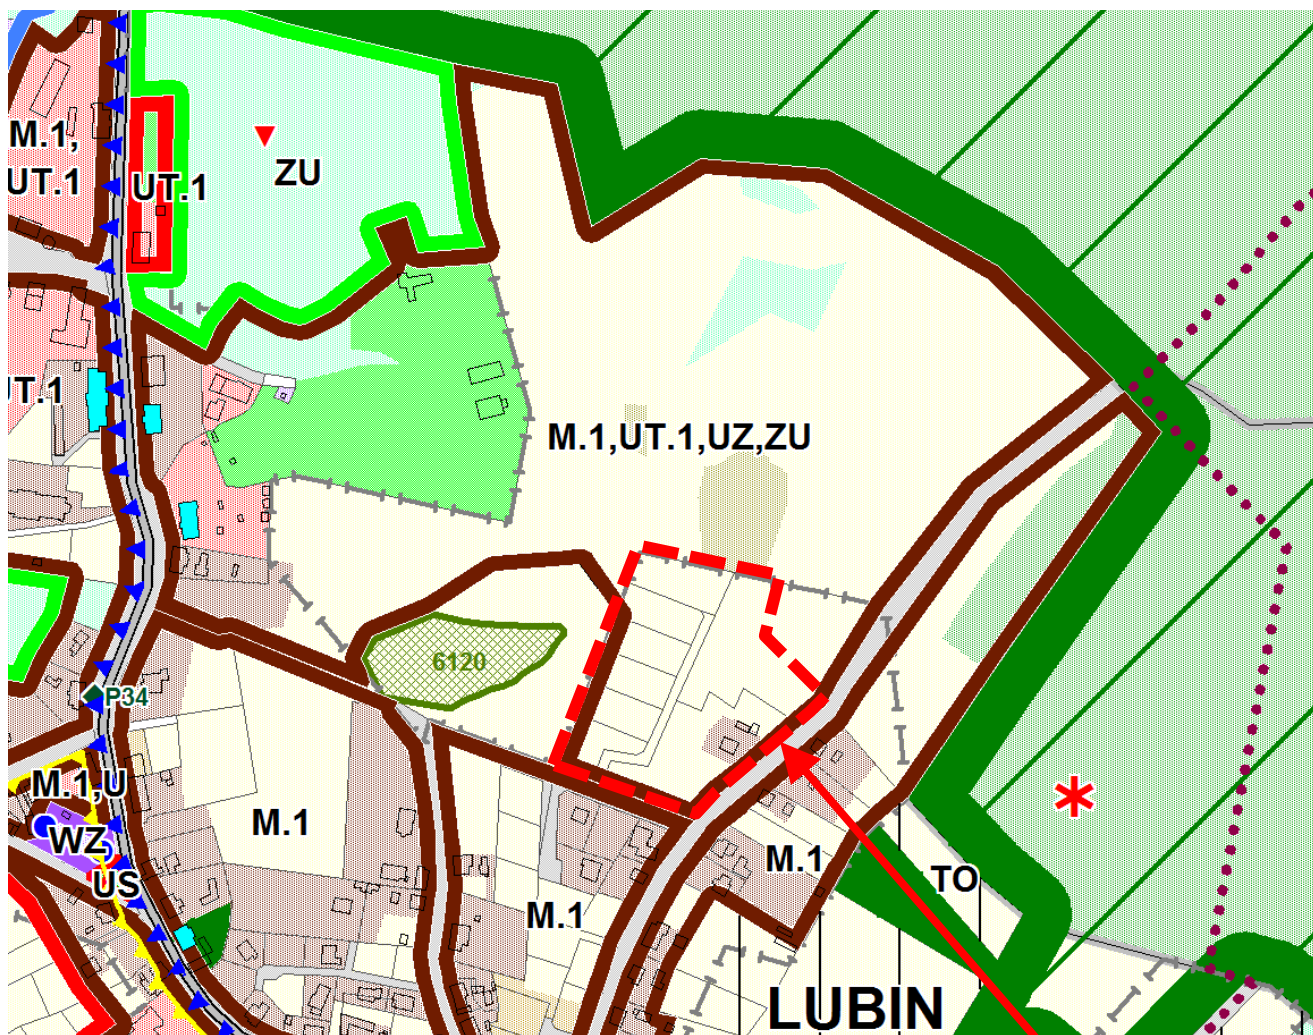 M.1,
UT.1
UT.1
ZU
UT.1
M.1,UT.1,UZ,ZU
6120
P34
M.1,U
WZ
US
M.1
M.1
M.1
TO
LUBIN